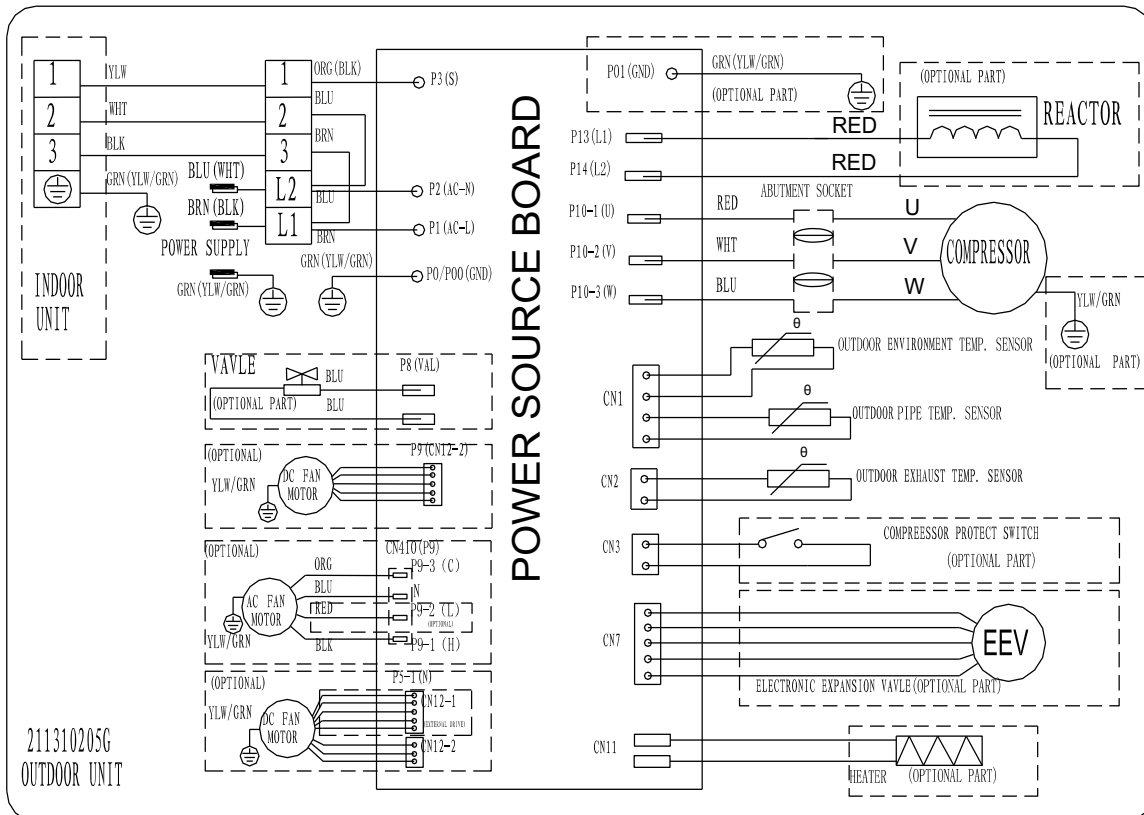 1
2
3
YLW
WHT
BLK
GRN(YLW/GRN)
INDOOR
UNIT
1
2
3
L2
L1
BLU(WHT)
BRN(BLK)
POWER SUPPLY
GRN(YLW/GRN)
ORG(BLK)
BLU
BRN
BLU
BRN
GRN(YLW/GRN)
P3(S)
P2(AC-N)
P1(AC-L)
P0/P00(GND)
POWER SOURCE BOARD
P01(GND)
GRN(YLW/GRN)
(OPTIONAL PART)
P13(L1)
P14(L2)
RED
RED
(OPTIONAL PART)
REACTOR
ABUTMENT SOCKET
P10-1(U)
P10-2(V)
P10-3(W)
RED
WHT
BLU
U
V
W
COMPRESSOR
YLW/GRN
(OPTIONAL PART)
VAVLE
BLU
BLU
(OPTIONAL PART)
P8(VAL)
(OPTIONAL)
YLW/GRN
DC FAN
MOTOR
P9(CN12-2)
(OPTIONAL)
YLW/GRN
AC FAN
MOTOR
ORG
BLU
RED
BLK
CN410(P9)
P9-3 (C)
N
P9-2 (L)
(OPTIONAL)
P9-1 (H)
(OPTIONAL)
YLW/GRN
DC FAN
MOTOR
P5-1(N)
CN12-1
(EXTERNAL DRIVE)
CN12-2
CN1
θ
OUTDOOR ENVIRONMENT TEMP. SENSOR
θ
OUTDOOR PIPE TEMP. SENSOR
CN2
θ
OUTDOOR EXHAUST TEMP. SENSOR
CN3
COMPREESSOR PROTECT SWITCH
(OPTIONAL PART)
CN7
EEV
ELECTRONIC EXPANSION VAVLE(OPTIONAL PART)
CN11
HEATER
(OPTIONAL PART)
211310205G
OUTDOOR UNIT